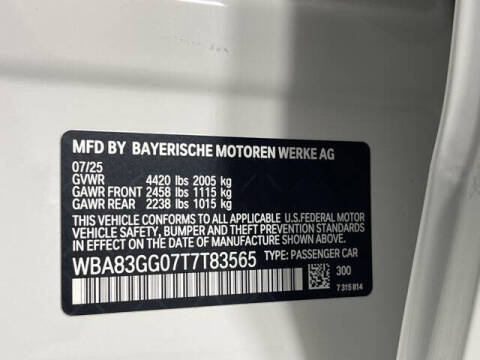 MFD BY BAYERISCHE MOTOREN WERKE AG
07/25
GVWR 4420 lbs 2005 kg
GAWR FRONT 2458 lbs 1115 kg
GAWR REAR 2238 lbs 1015 kg
THIS VEHICLE CONFORMS TO ALL APPLICABLE U.S.FEDERAL MOTOR
VEHICLE SAFETY, BUMPER, AND THEFT PREVENTION STANDARDS
IN EFFECT ON THE DATE OF MANUFACTURE SHOWN ABOVE.
WBA83GG07T7T83565 TYPE: PASSENGER CAR
300
7 315 814